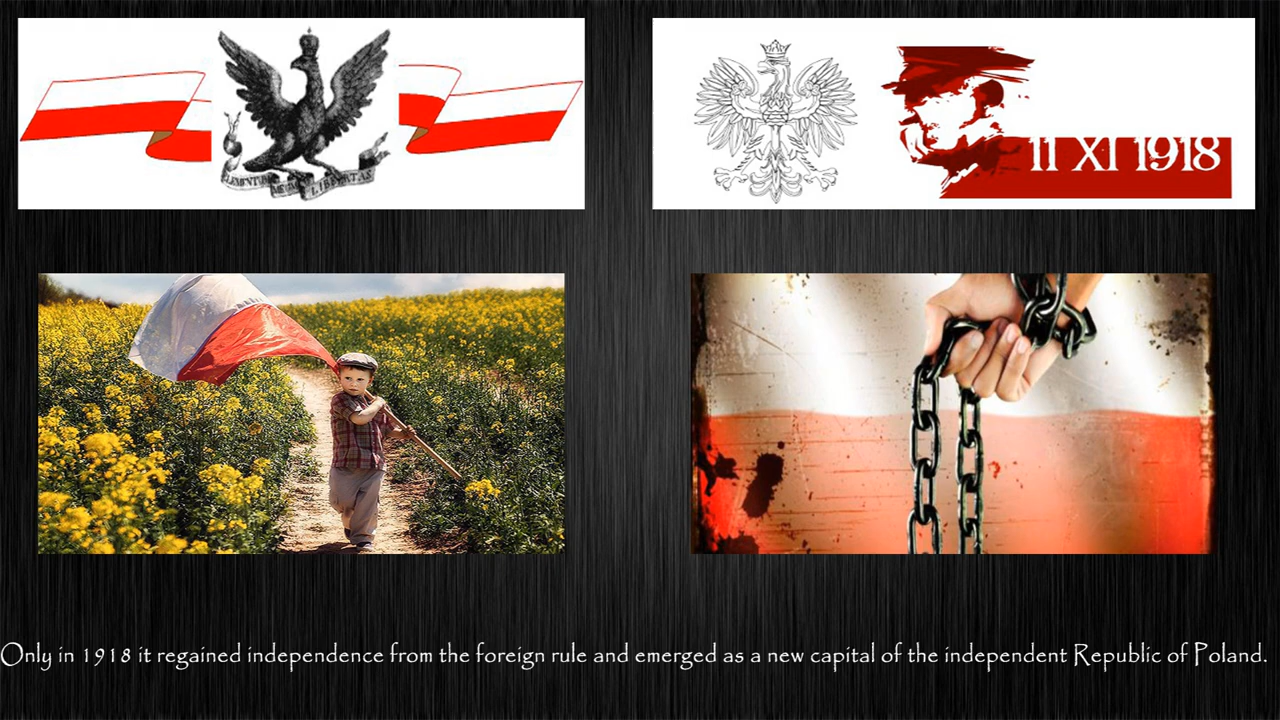 LIBERTAS
11 XI 1918
Only in 1918 it regained independence from the foreign rule and emerged as a new capital of the independent Republic of Poland.